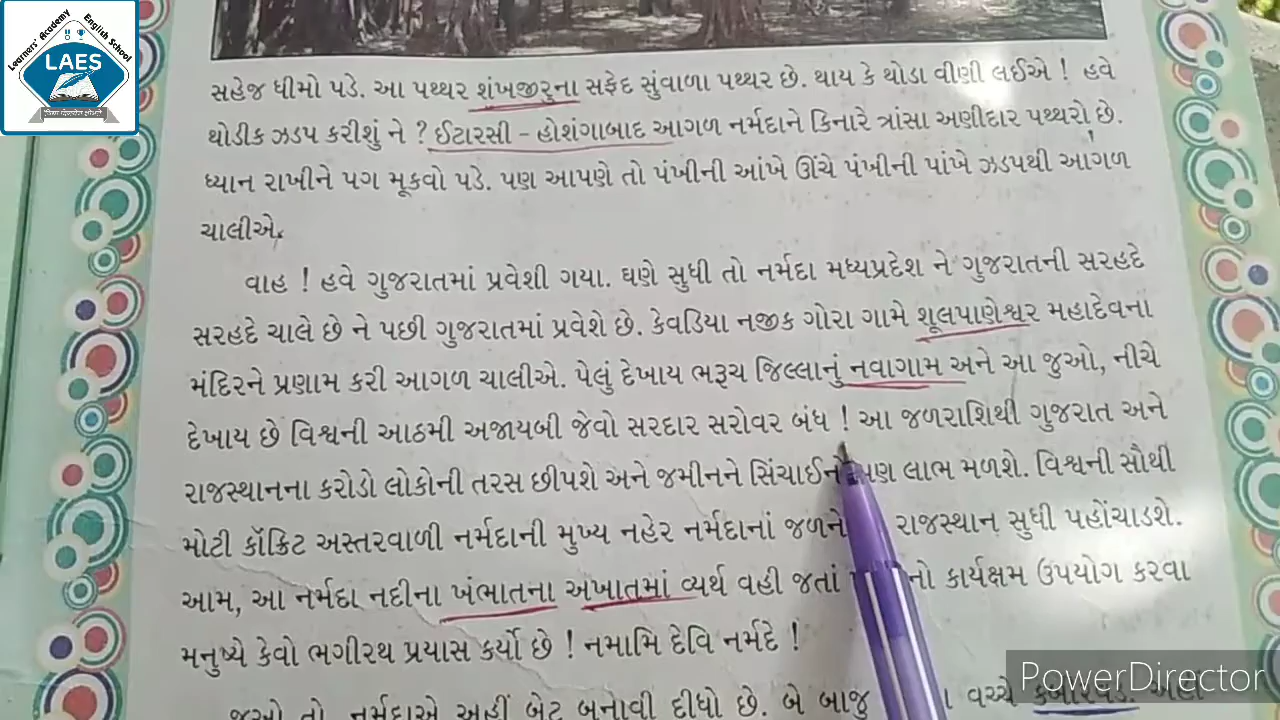 Learners' Academy English School
LAES
સહેજ ધીમો પડે. આ પથ્થર શંખજીરુના સફેદ સુંવાળા પથ્થર છે. થાય કે થોડા વીણી લઈએ ! હવે
થોડીક ઝડપ કરીશું ને ? ઈટારસી – હોશંગાબાદ આગળ નર્મદાને કિનારે ત્રાંસા અણીદાર પથ્થરો છે.
ધ્યાન રાખીને પગ મૂકવો પડે. પણ આપણે તો પંખીની આંખે ઊંચે પંખીની પાંખે ઝડપથી આગળ
ચાલીએ.
વાહ ! હવે ગુજરાતમાં પ્રવેશી ગયા. ઘણે સુધી તો નર્મદા મધ્યપ્રદેશ ને ગુજરાતની સરહદે
સરહદે ચાલે છે ને પછી ગુજરાતમાં પ્રવેશે છે. કેવડિયા નજીક ગોરા ગામે શૂલપાણેશ્વર મહાદેવના
મંદિરને પ્રણામ કરી આગળ ચાલીએ. પેલું દેખાય ભરૂચ જિલ્લાનું નવાગામ અને આ જુઓ, નીચે
દેખાય છે વિશ્વની આઠમી અજાયબી જેવો સરદાર સરોવર બંધ ! આ જળરાશિથી ગુજરાત અને
રાજસ્થાનના કરોડો લોકોની તરસ છીપશે અને જમીનને સિંચાઈન લાભ મળશે. વિશ્વની સૌથી
મોટી કૉંક્રિટ અસ્તરવાળી નર્મદાની મુખ્ય નહેર નર્મદાનાં જળને રાજસ્થાન સુધી પહોંચાડશે.
આમ, આ નર્મદા નદીના ખંભાતના અખાતમાં વ્યર્થ વહી જતાં કાર્યક્ષમ ઉપયોગ કરવા
મનુષ્યે કેવો ભગીરથ પ્રયાસ કર્યો છે ! નમામિ દેવિ નર્મદે !
જુઓ તો, નર્મદાએ અહીં બેટ બનાવી દીધો છે. બે બાજુ વચ્ચે કબીરવડ.
PowerDirector